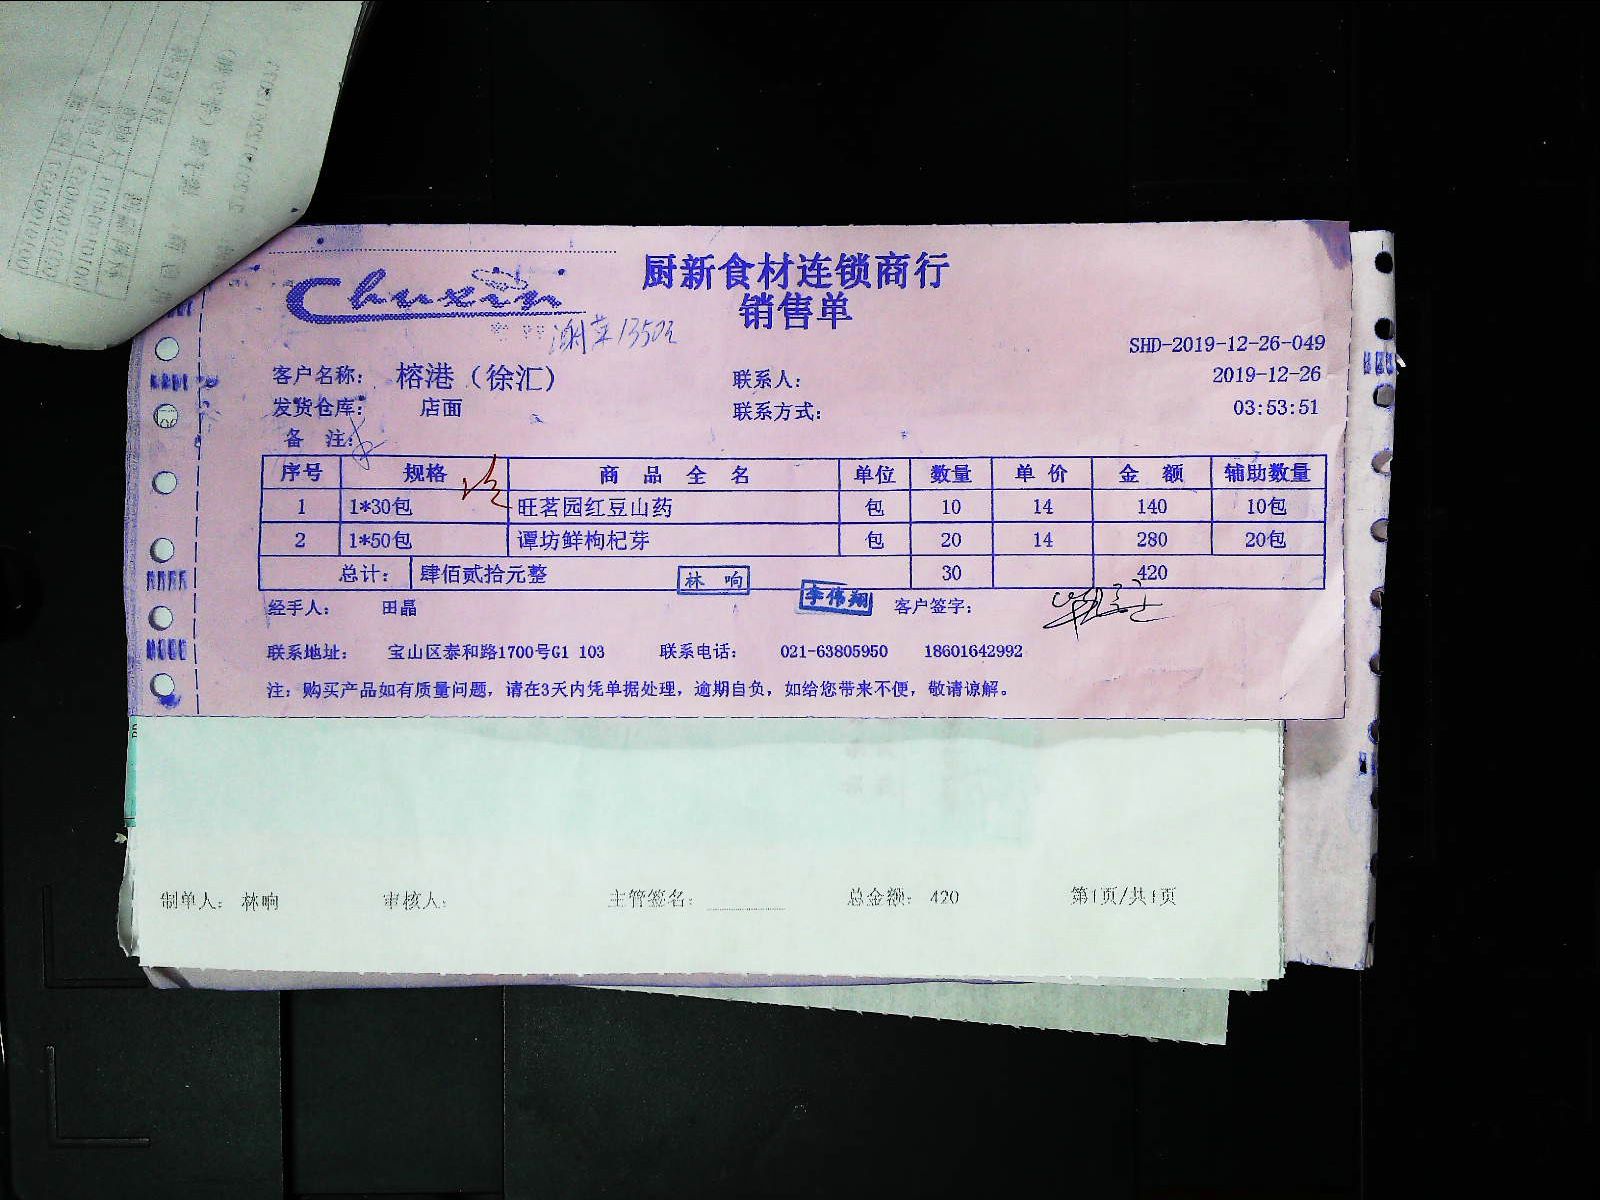 Chuxin
厨新食材连锁商行
销售单
SHD-2019-12-26-049
客户名称： 榕港（徐汇） 联系人： 2019-12-26
发货仓库： 店面 联系方式： 03:53:51
备 注：
序号 规格 商 品 全 名 单位 数量 单 价 金 额 辅助数量
1 1*30包 旺茗园红豆山药 包 10 14 140 10包
2 1*50包 谭坊鲜枸杞芽 包 20 14 280 20包
总计： 肆佰贰拾元整 30 420
林 响
李伟翔
经手人： 田晶 客户签字：
联系地址： 宝山区泰和路1700号G1 103 联系电话： 021-63805950 18601642992
注：购买产品如有质量问题，请在3天内凭单据处理，逾期自负，如给您带来不便，敬请谅解。
制单人： 林响 审核人： 主管签名： 总金额： 420 第1页/共1页